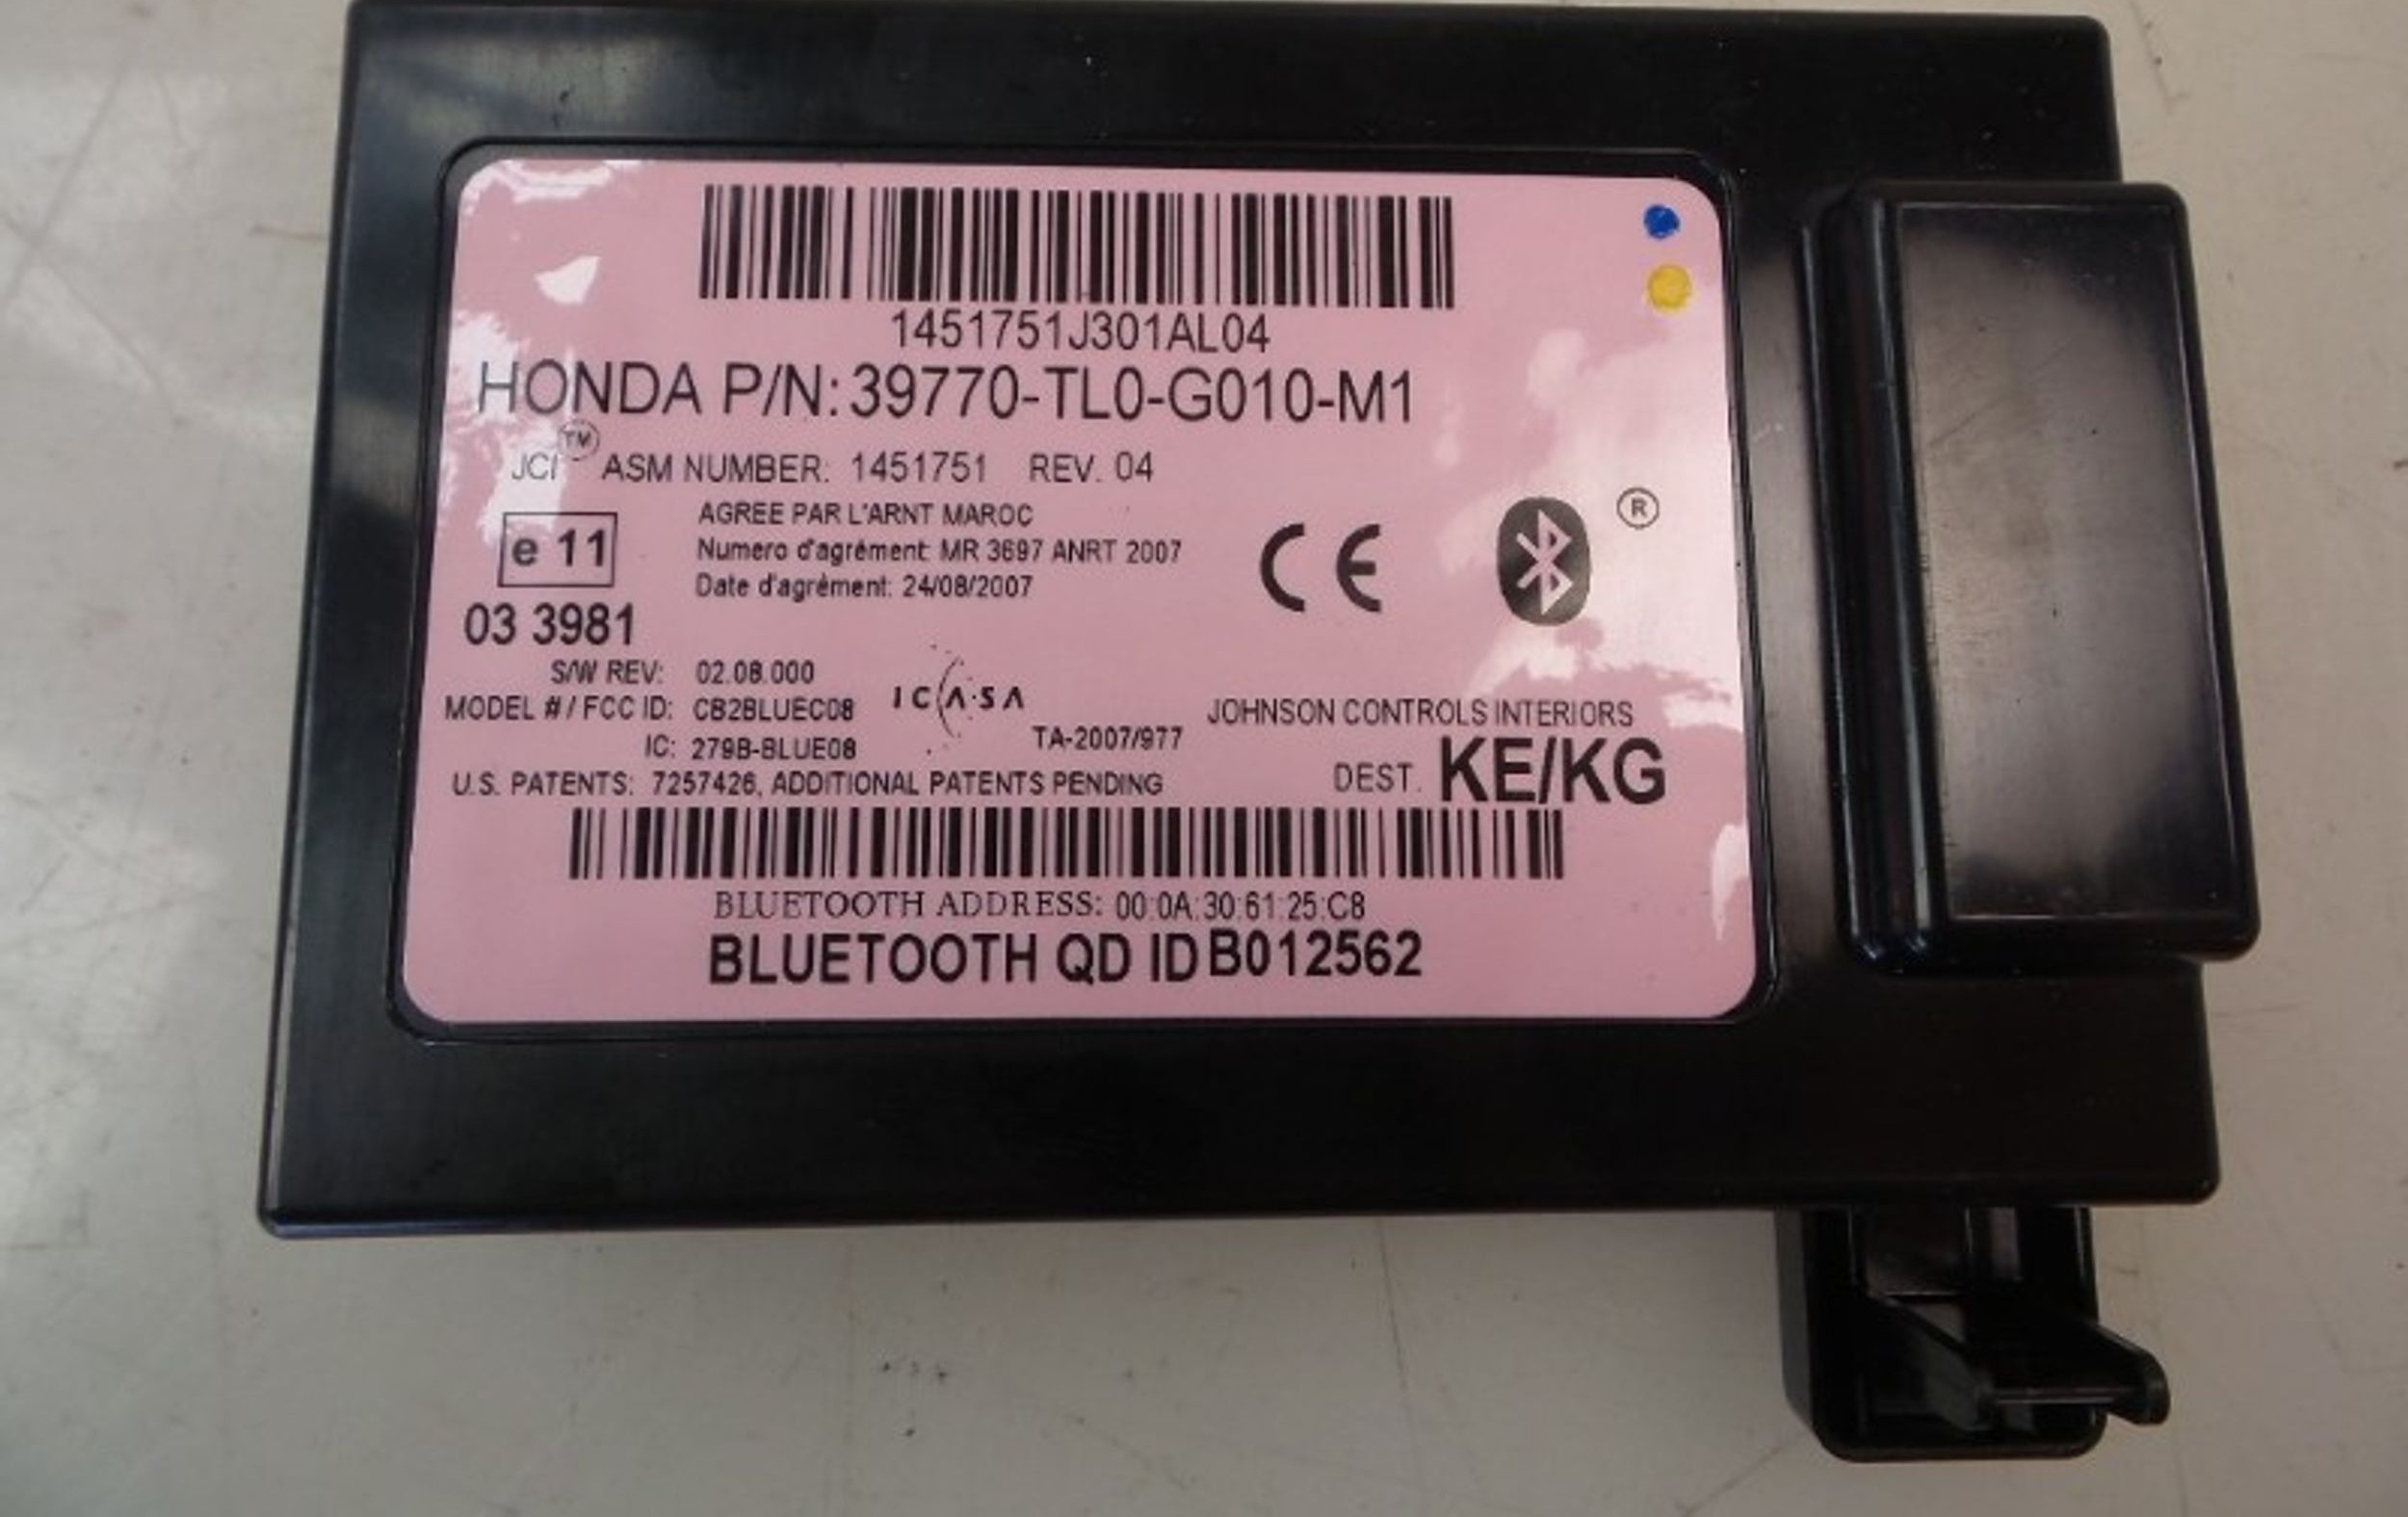 1451751J301AL04
HONDA P/N: 39770-TL0-G010-M1
JCI™ ASM NUMBER: 1451751 REV. 04
e 11
AGREE PAR L'ARNT MAROC
Numero d'agrément: MR 3697 ANRT 2007
Date d'agrément: 24/08/2007
CE
®
03 3981
S/W REV: 02.08.000
MODEL # / FCC ID: CB2BLUEC08
ICASA
JOHNSON CONTROLS INTERIORS
IC: 279B-BLUE08
TA-2007/977
DEST. KE/KG
U.S. PATENTS: 7257426, ADDITIONAL PATENTS PENDING
BLUETOOTH ADDRESS: 00:0A:30:61:25:C8
BLUETOOTH QD ID B012562